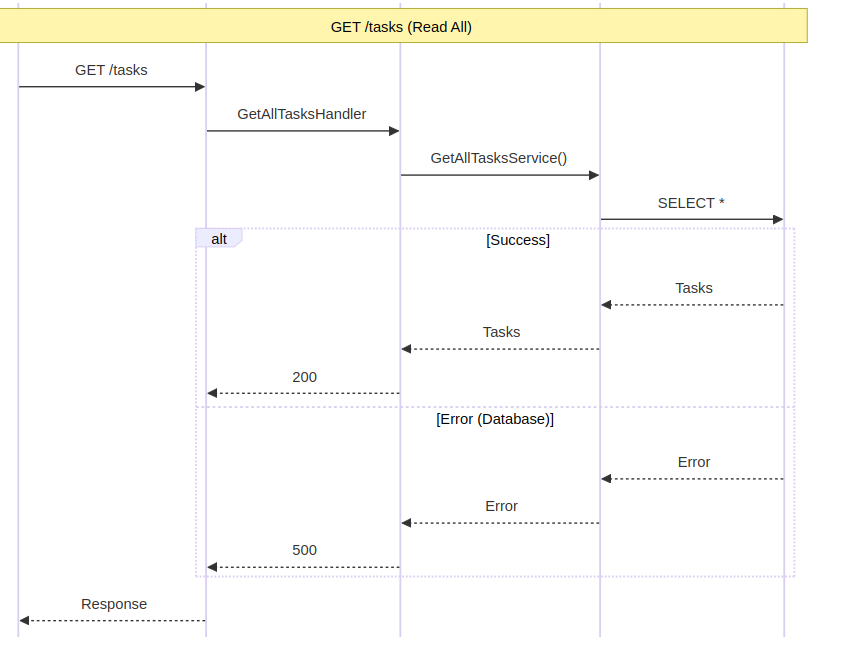 GET /tasks (Read All)
GET /tasks
GetAllTasksHandler
GetAllTasksService()
SELECT *
alt
[Success]
Tasks
Tasks
200
[Error (Database)]
Error
Error
500
Response